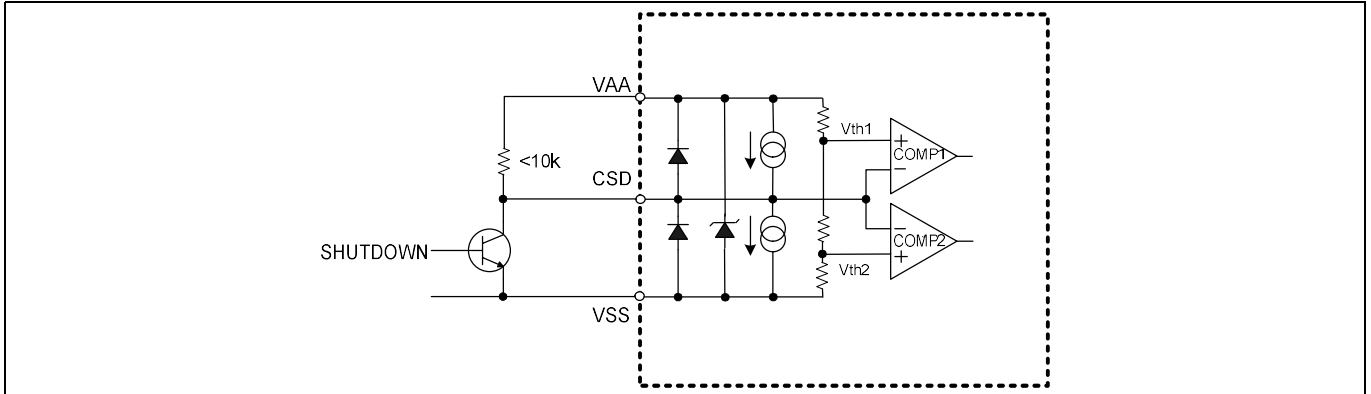 VAA
Vth1
+
COMP1
−
<10k
CSD
SHUTDOWN
−
COMP2
+
Vth2
VSS